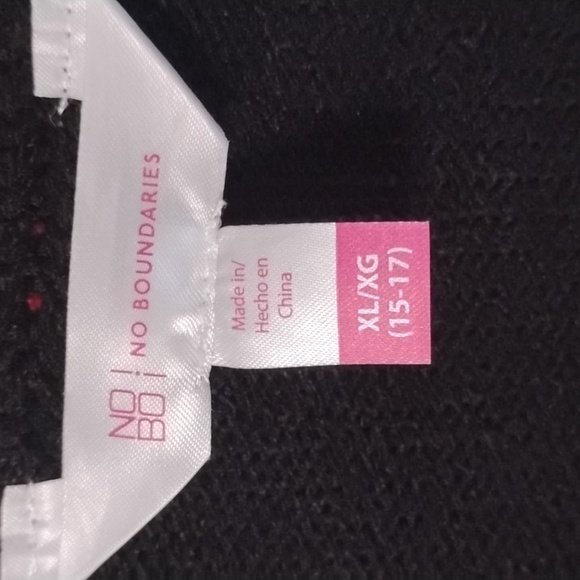 NO
BO
NO BOUNDARIES
Made in/
Hecho en
China
XL/XG
(15-17)